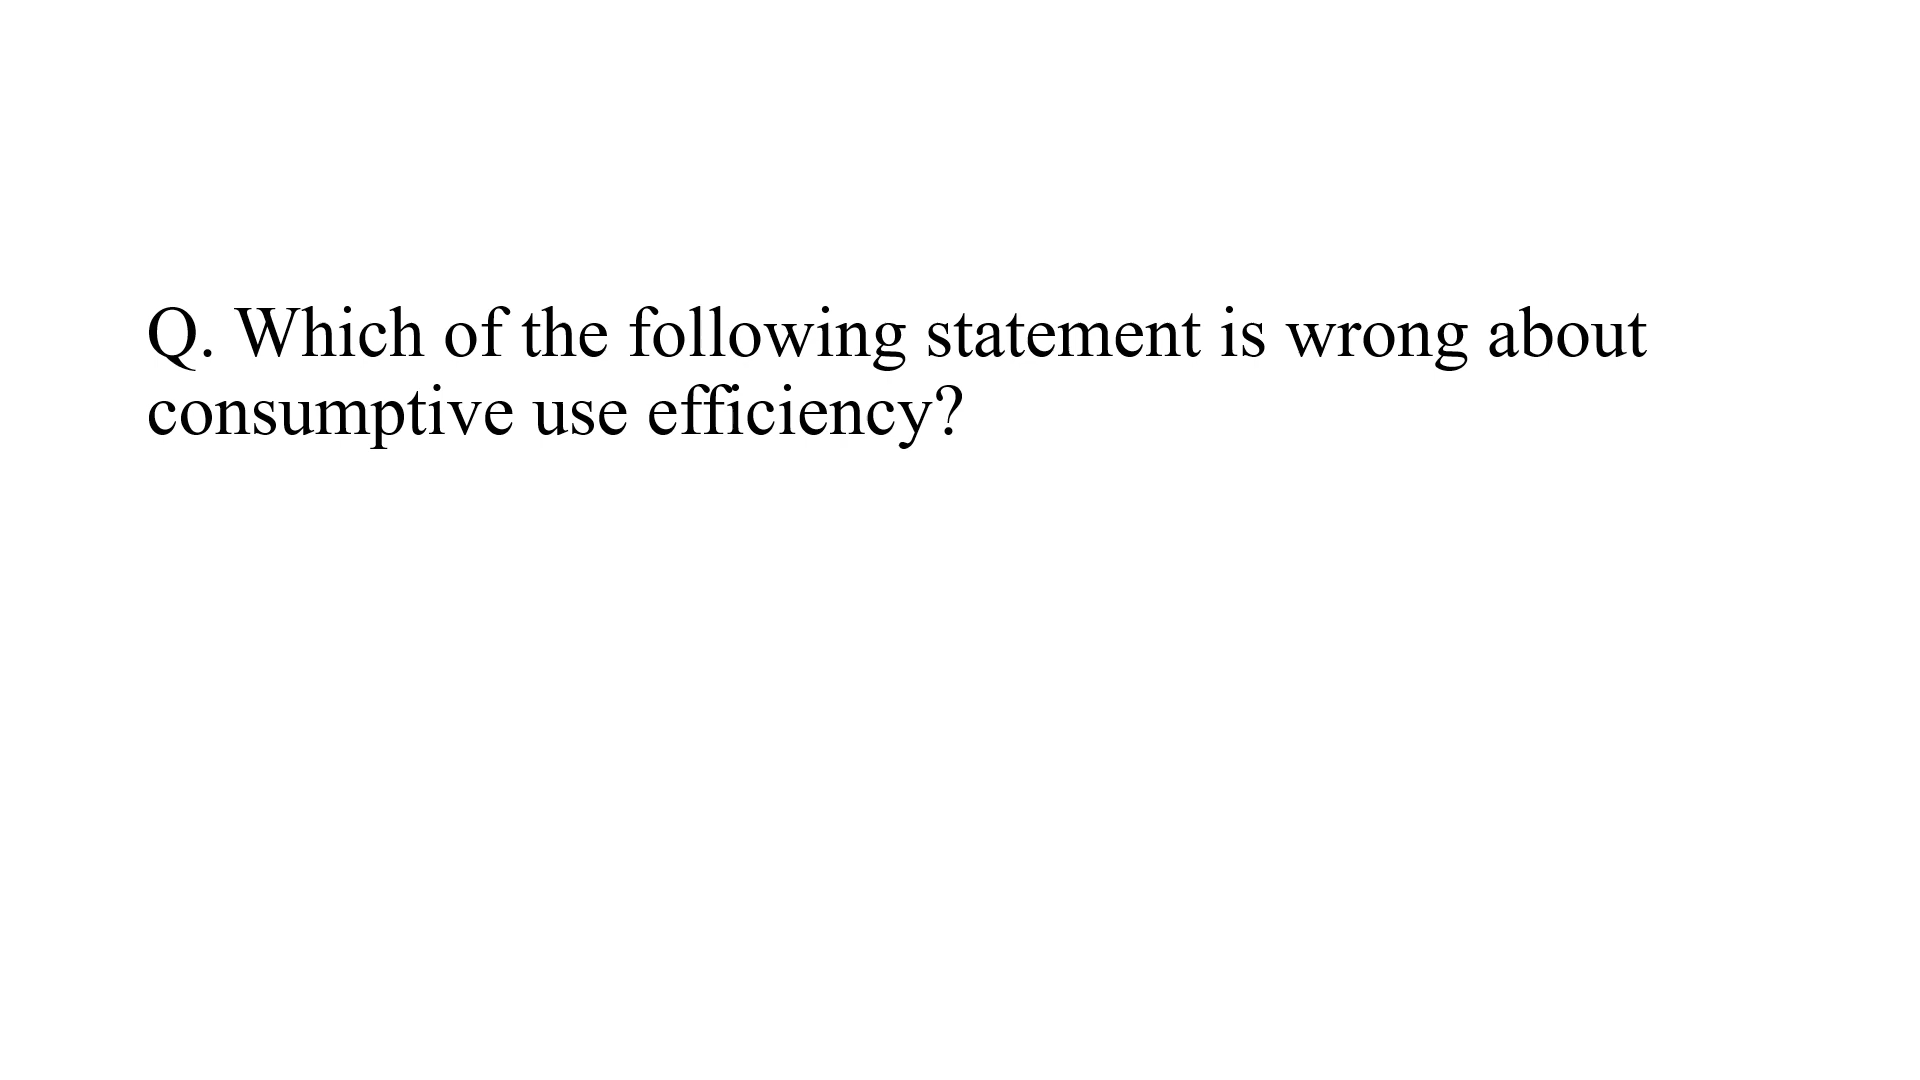 Q. Which of the following statement is wrong about
consumptive use efficiency?